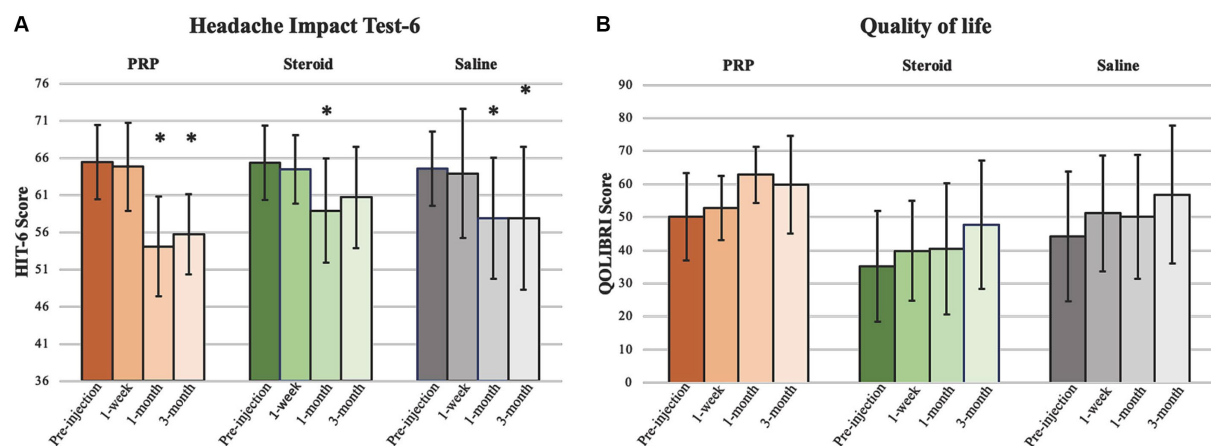 A
Headache Impact Test-6
PRP
Steroid
Saline
HIT-6 Score
76
71
66
61
56
51
46
41
36
*
*
*
*
*
Pre-injection
1-week
1-month
3-month
Pre-injection
1-week
1-month
3-month
Pre-injection
1-week
1-month
3-month
B
Quality of life
PRP
Steroid
Saline
QOLIBRI Score
90
80
70
60
50
40
30
20
10
0
Pre-injection
1-week
1-month
3-month
Pre-injection
1-week
1-month
3-month
Pre-injection
1-week
1-month
3-month